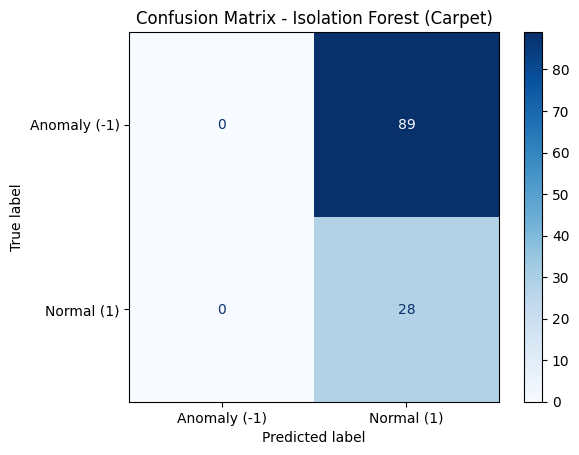 Confusion Matrix - Isolation Forest (Carpet)
True label
Anomaly (-1)
0
89
Normal (1)
0
28
Anomaly (-1)
Normal (1)
Predicted label
80
70
60
50
40
30
20
10
0